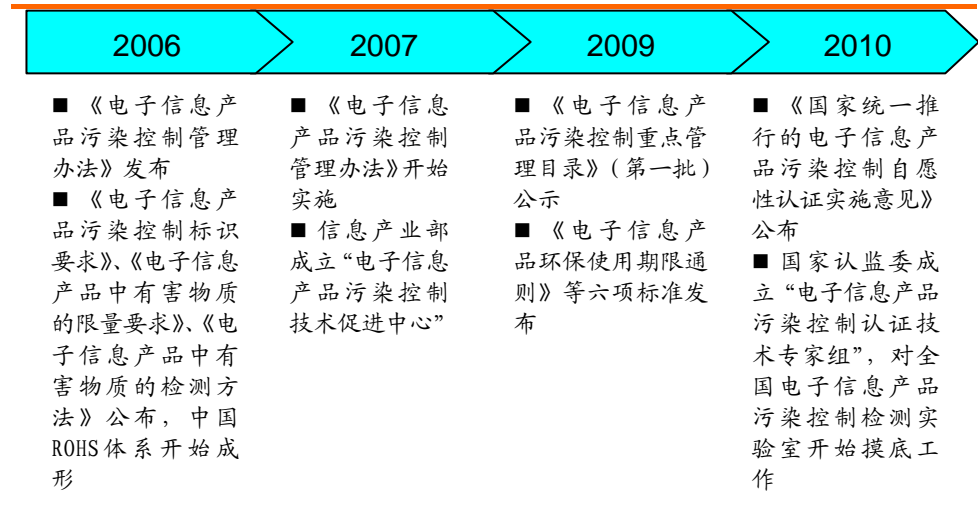 2006
2007
2009
2010
■ 《电子信息产
品污染控制管理
办法》发布
■ 《电子信息产
品污染控制标识
要求》、《电子信息
产品中有害物质
的限量要求》、《电
子信息产品中有
害物质的检测方
法》公布，中国
ROHS体系开始成
形
■ 《电子信息
产品污染控制
管理办法》开始
实施
■ 信息产业部
成立“电子信息
产品污染控制
技术促进中心”
■ 《电子信息产
品污染控制重点管
理目录》（第一批）
公示
■ 《电子信息产
品环保使用期限通
则》等六项标准发
布
■ 《国家统一推
行的电子信息产
品污染控制自愿
性认证实施意见》
公布
■ 国家认监委成
立“电子信息产品
污染控制认证技
术专家组”，对全
国电子信息产品
污染控制检测实
验室开始摸底工
作